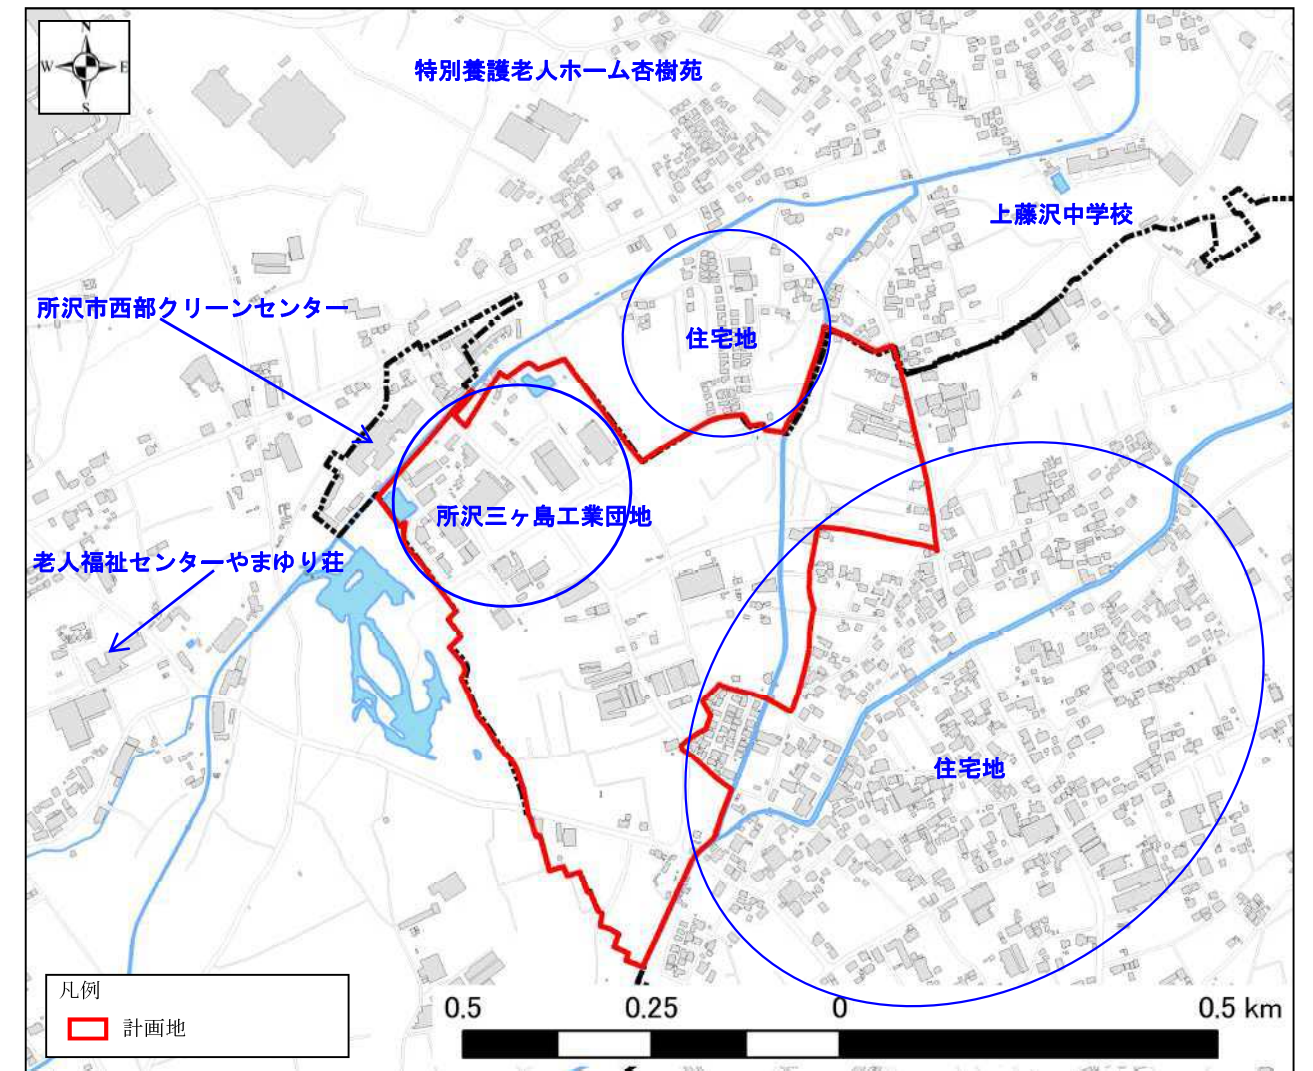 N
W E
S
特別養護老人ホーム杏樹苑
上藤沢中学校
所沢市西部クリーンセンター
住宅地
所沢三ヶ島工業団地
老人福祉センターやまゆり荘
住宅地
凡例
計画地
0.5 0.25 0 0.5 km